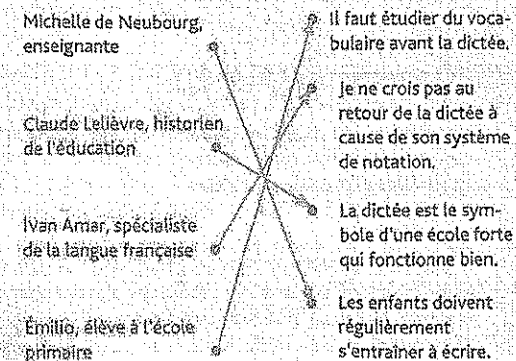 Michelle de Neubourg,
enseignante
Claude Lelièvre, historien
de l'éducation
Ivan Amar, spécialiste
de la langue française
Émilio, élève à l'école
primaire
Il faut étudier du voca-
bulaire avant la dictée.
Je ne crois pas au
retour de la dictée à
cause de son système
de notation.
La dictée est le sym-
bole d'une école forte
qui fonctionne bien.
Les enfants doivent
régulièrement
s'entraîner à écrire.